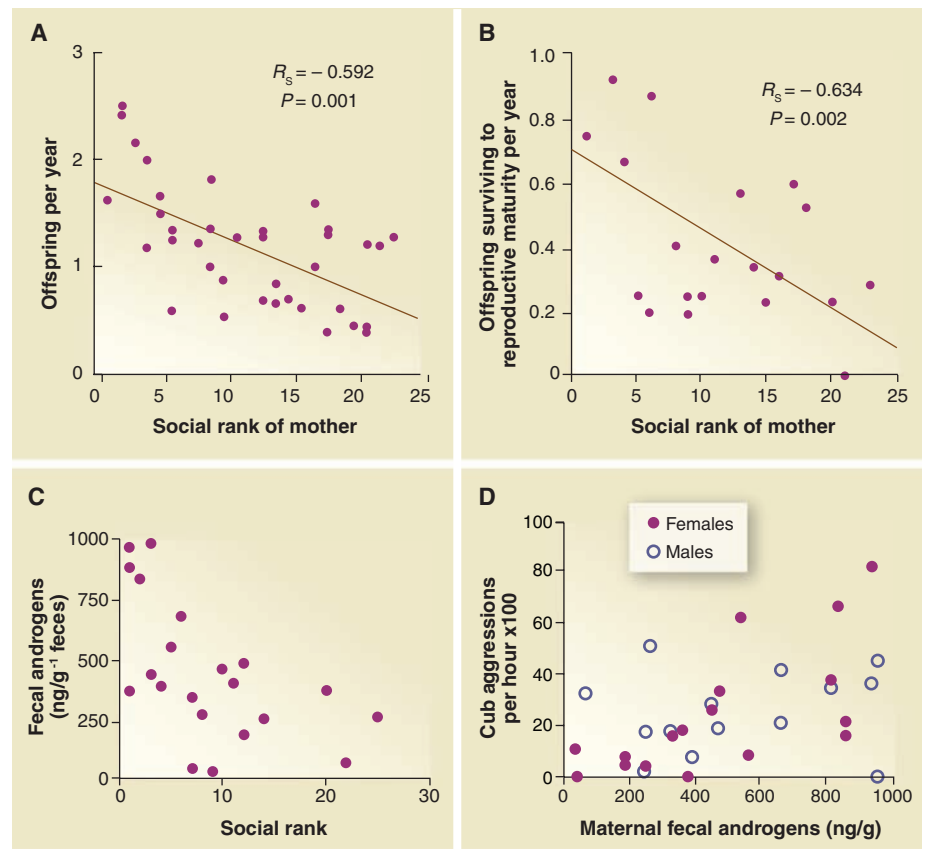 A
3
2
1
0
Offspring per year
R_S = – 0.592
P = 0.001
0 5 10 15 20 25
Social rank of mother
B
1.0
0.8
0.6
0.4
0.2
0
Offspring surviving to
reproductive maturity per year
R_S = – 0.634
P = 0.002
0 5 10 15 20 25
Social rank of mother
C
1000
750
500
250
0
Fecal androgens
(ng/g⁻¹ feces)
0 10 20 30
Social rank
D
100
80
60
40
20
0
Cub aggressions
per hour x100
Females
Males
0 200 400 600 800 1000
Maternal fecal androgens (ng/g)